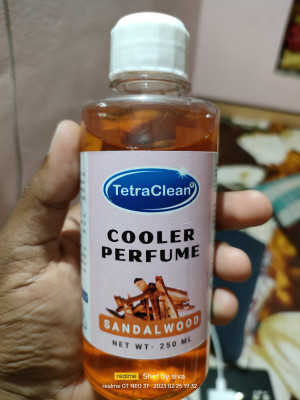 TetraClean
COOLER
PERFUME
SANDALWOOD
NET WT- 250 ML
realme Shot by siva
realme GT NEO 3T · 2023 02 25 19:32